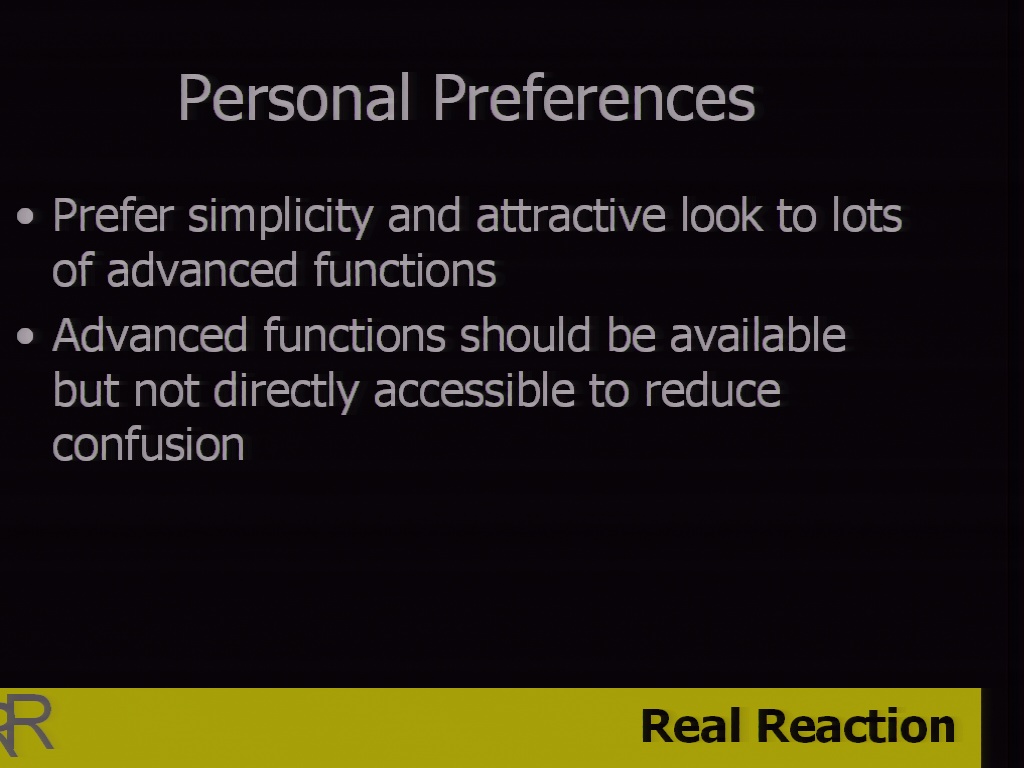 Personal Preferences
• Prefer simplicity and attractive look to lots
of advanced functions
• Advanced functions should be available
but not directly accessible to reduce
confusion
RR
Real Reaction